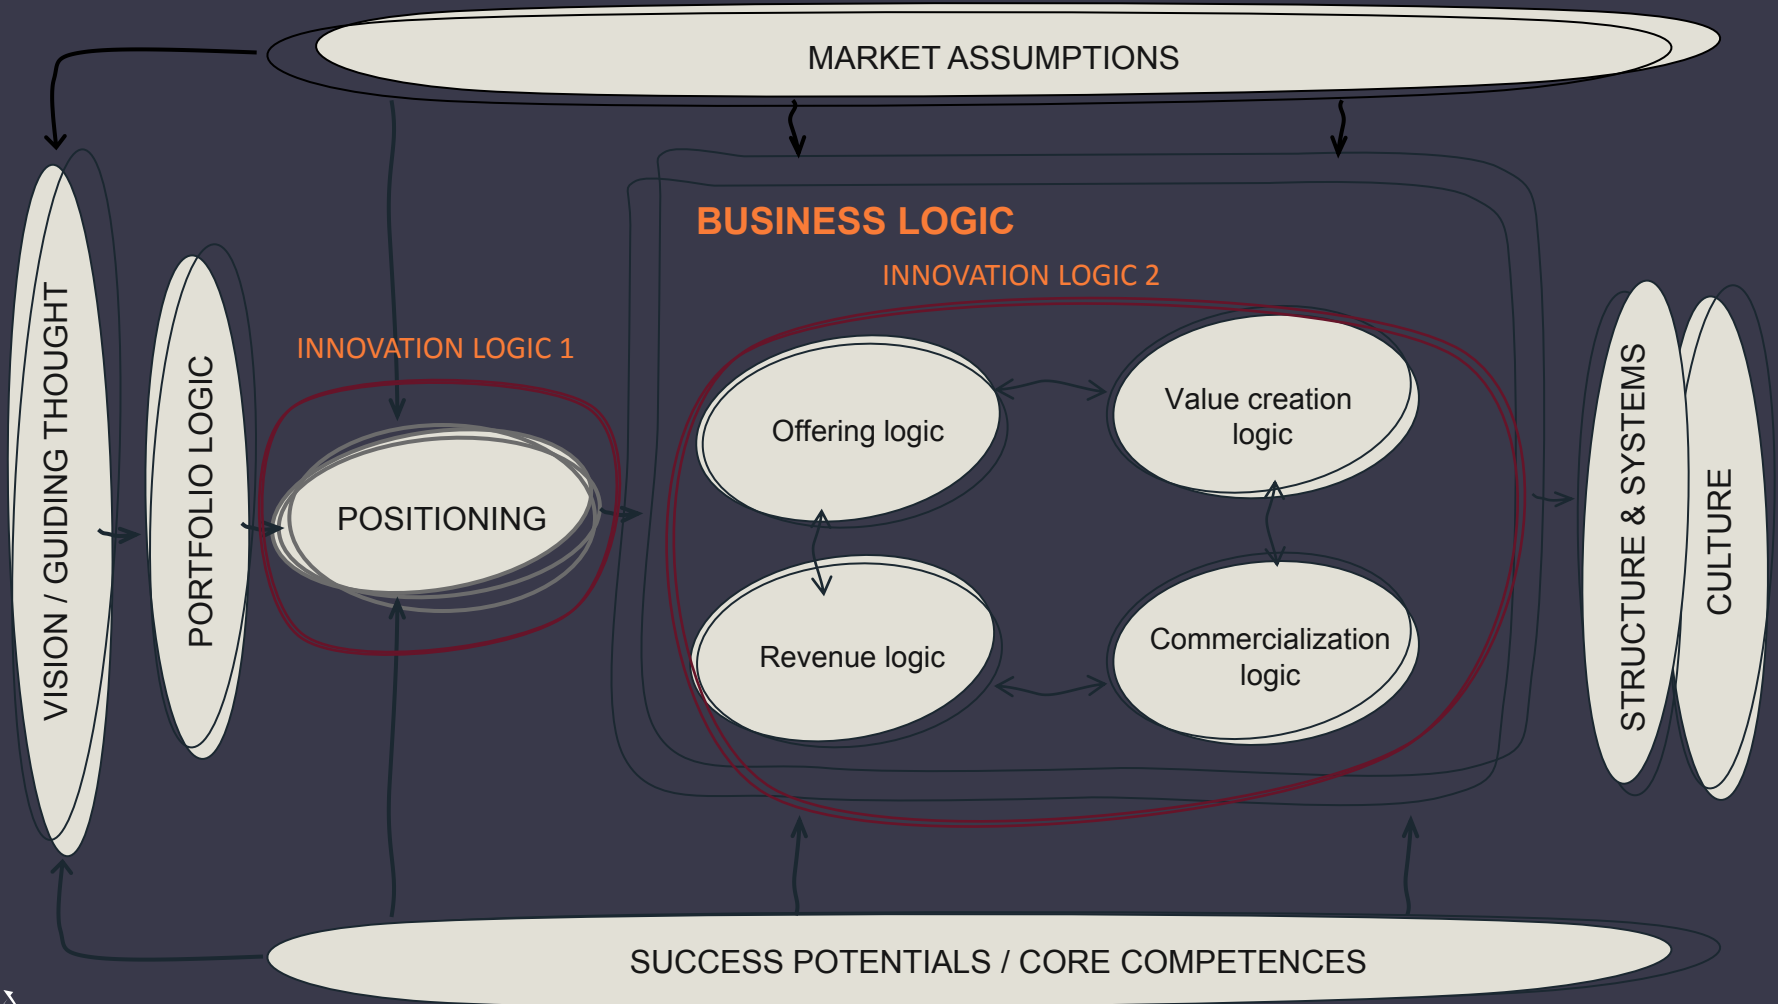 MARKET ASSUMPTIONS
BUSINESS LOGIC
INNOVATION LOGIC 2
INNOVATION LOGIC 1
VISION / GUIDING THOUGHT
PORTFOLIO LOGIC
POSITIONING
Offering logic
Value creation
logic
Revenue logic
Commercialization
logic
STRUCTURE & SYSTEMS
CULTURE
SUCCESS POTENTIALS / CORE COMPETENCES